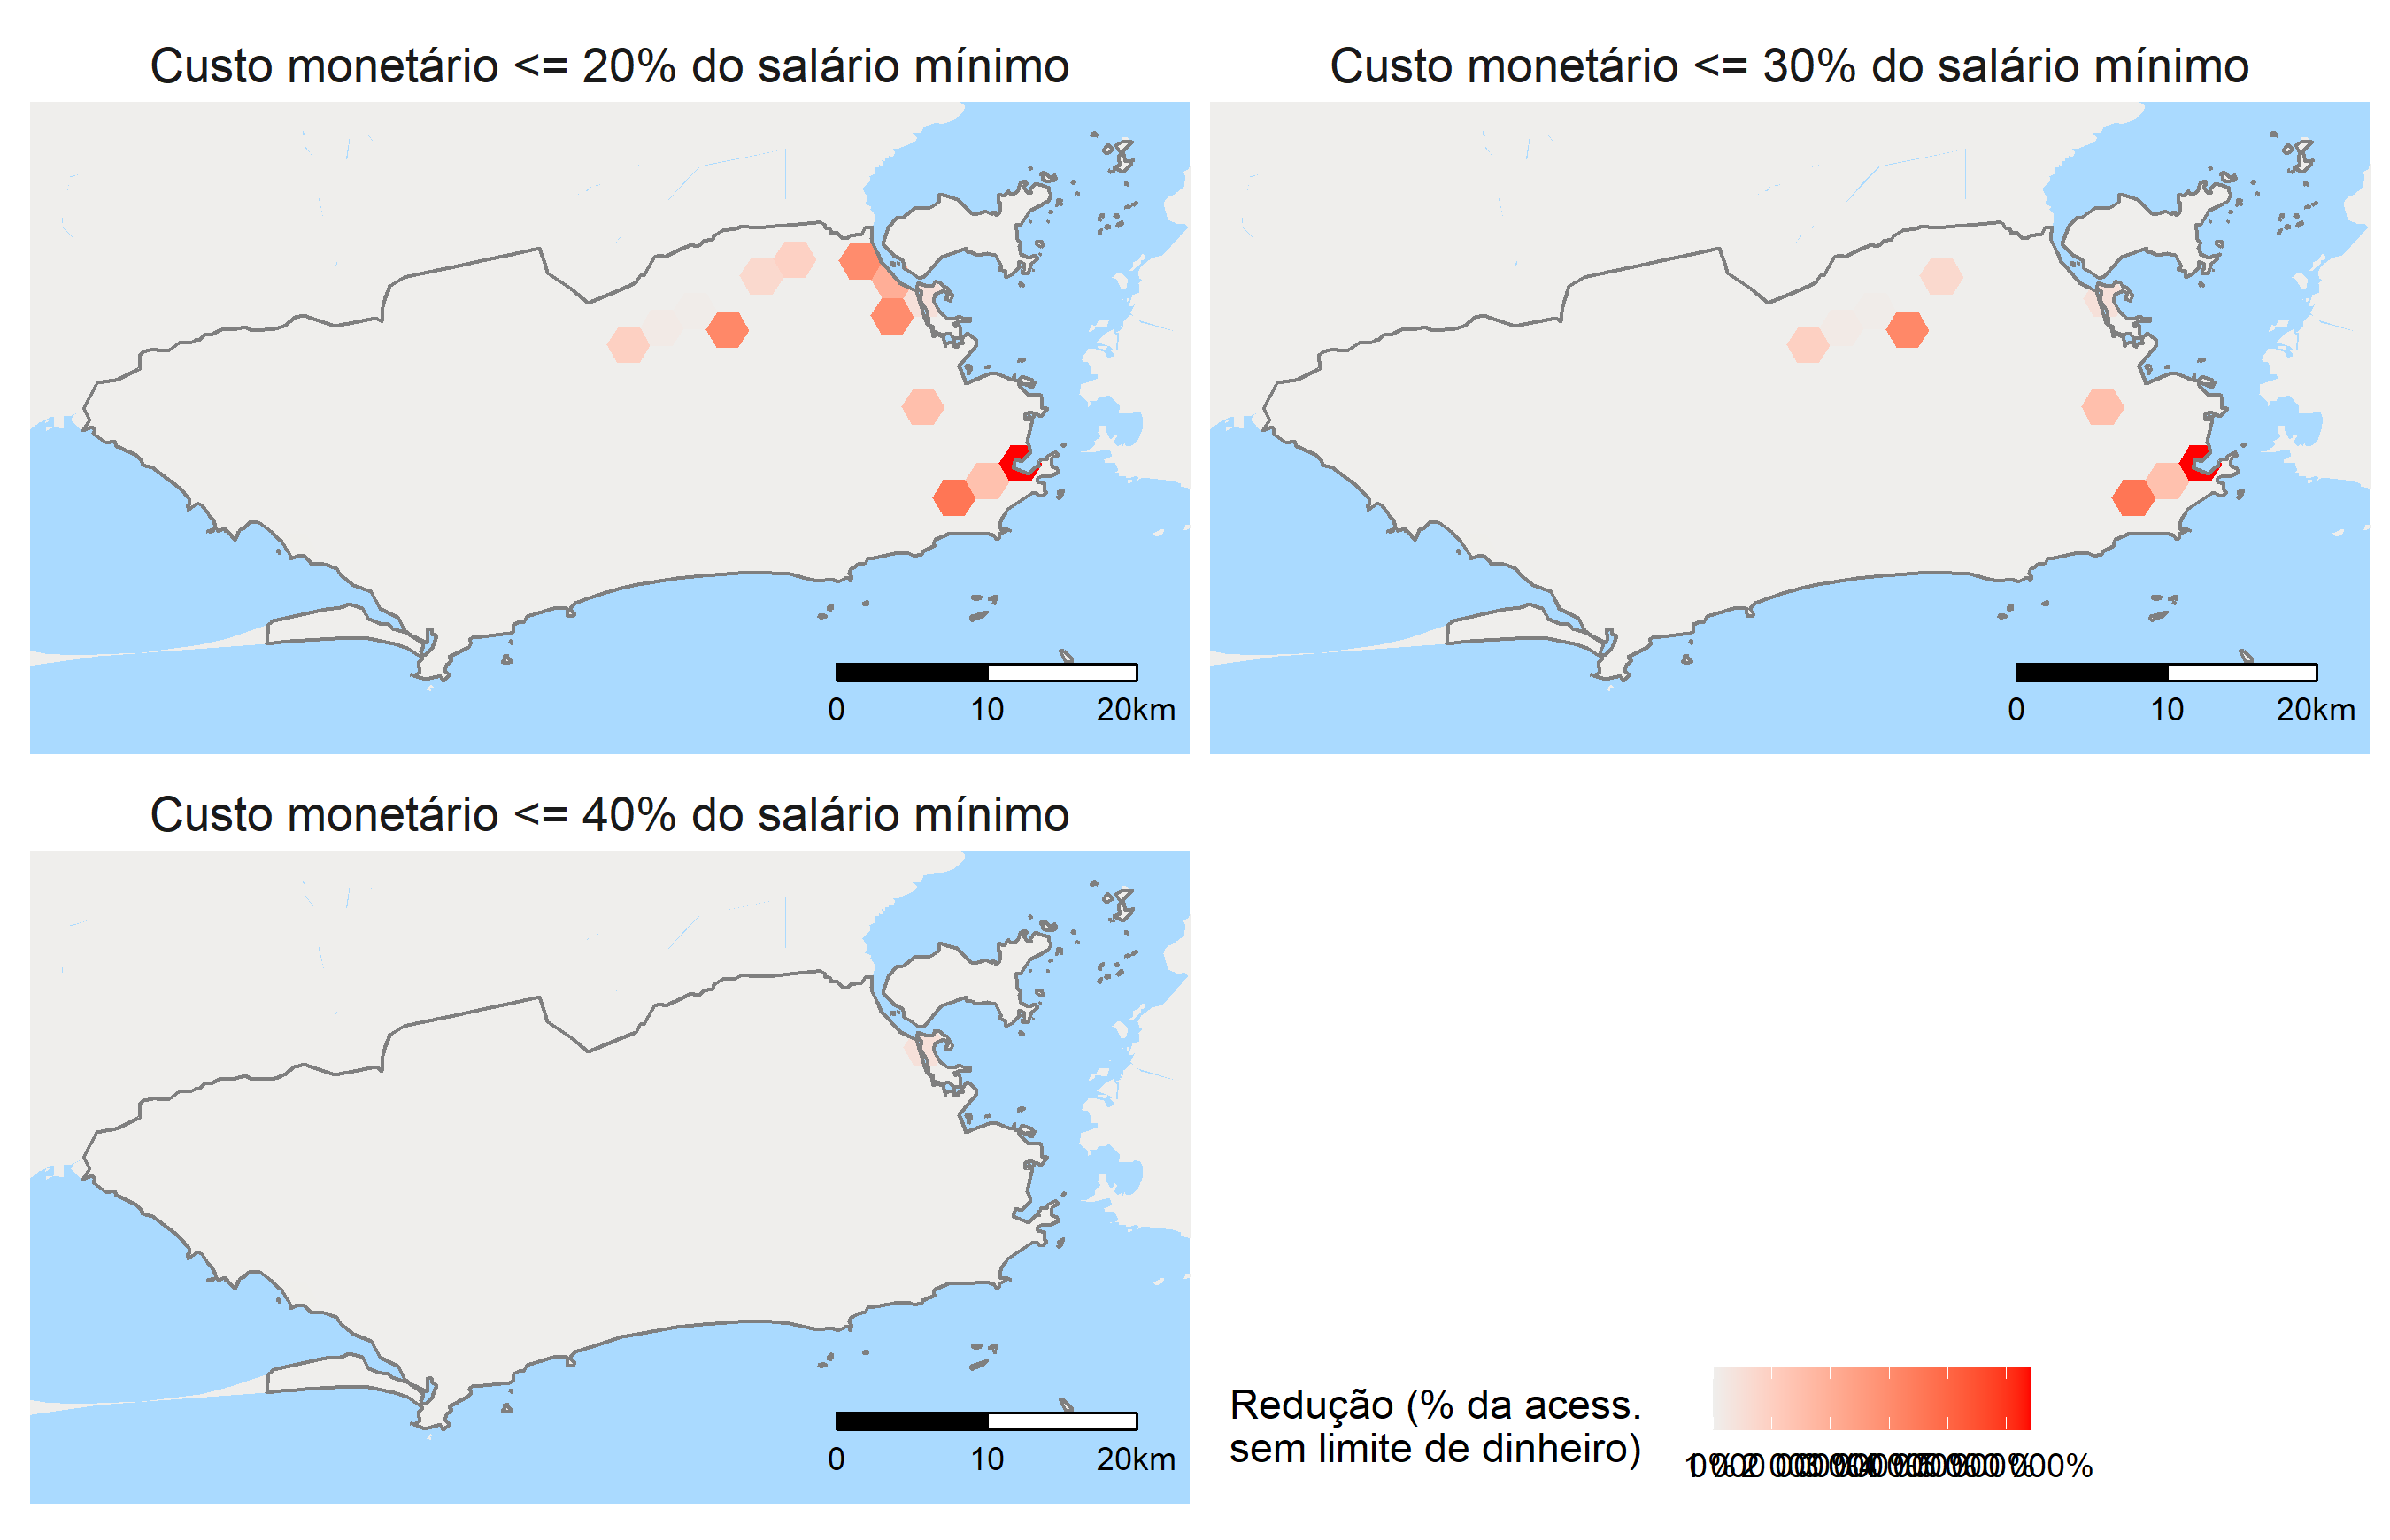 Custo monetário <= 20% do salário mínimo
Custo monetário <= 30% do salário mínimo
0 10 20km
0 10 20km
Custo monetário <= 40% do salário mínimo
0 10 20km
Redução (% da acess.
sem limite de dinheiro)